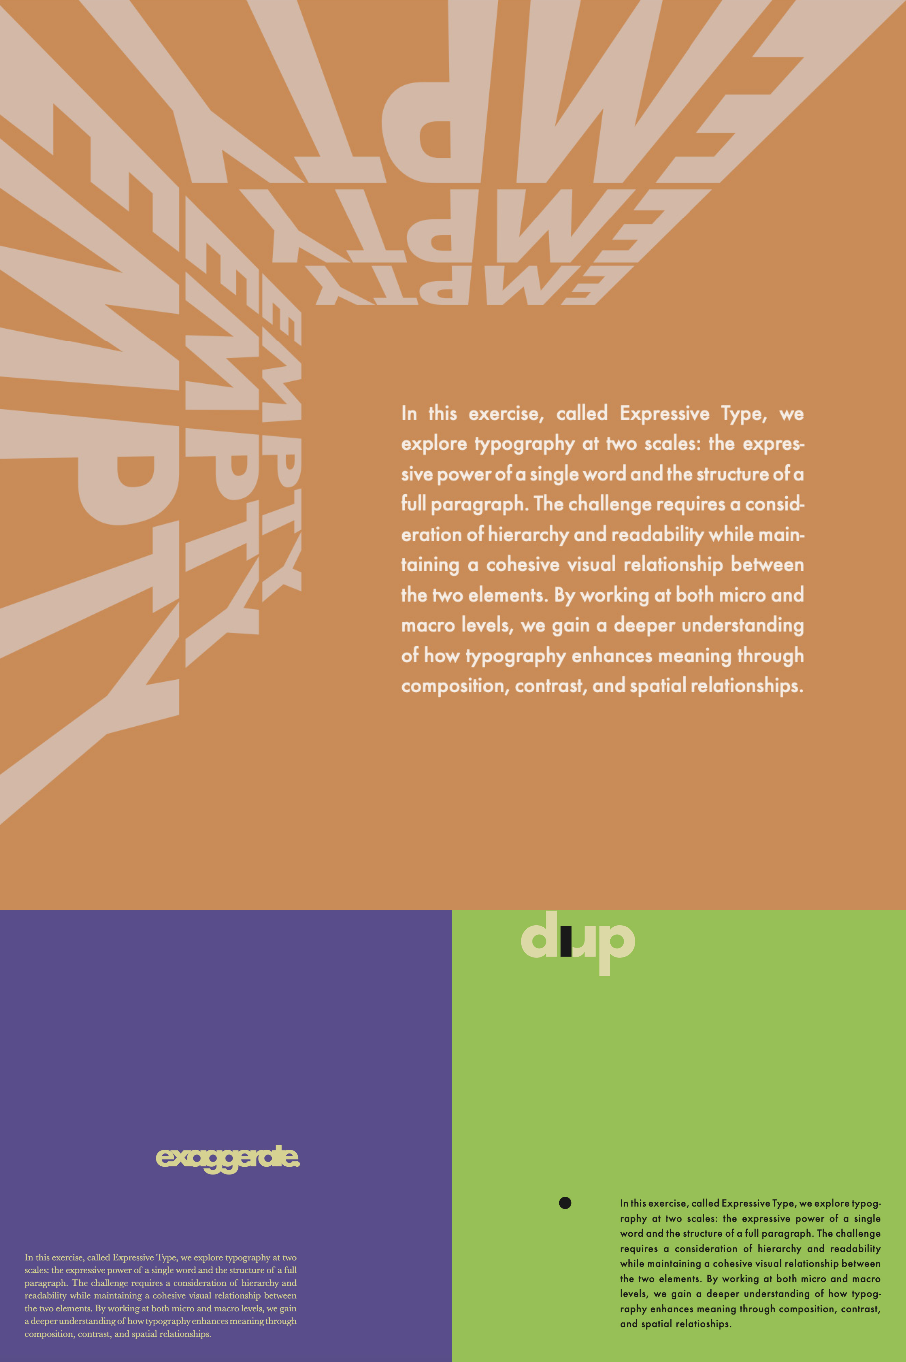 EMPTY
EMPTY
EMPTY
EMPTY
EMPTY
EMPTY
In this exercise, called Expressive Type, we
explore typography at two scales: the expres-
sive power of a single word and the structure of a
full paragraph. The challenge requires a consid-
eration of hierarchy and readability while main-
taining a cohesive visual relationship between
the two elements. By working at both micro and
macro levels, we gain a deeper understanding
of how typography enhances meaning through
composition, contrast, and spatial relationships.
exaggerate.
In this exercise, called Expressive Type, we explore typography at two
scales: the expressive power of a single word and the structure of a full
paragraph. The challenge requires a consideration of hierarchy and
readability while maintaining a cohesive visual relationship between
the two elements. By working at both micro and macro levels, we gain
a deeper understanding of how typography enhances meaning through
composition, contrast, and spatial relationships.
In this exercise, called Expressive Type, we explore typog-
raphy at two scales: the expressive power of a single
word and the structure of a full paragraph. The challenge
requires a consideration of hierarchy and readability
while maintaining a cohesive visual relationship between
the two elements. By working at both micro and macro
levels, we gain a deeper understanding of how typog-
raphy enhances meaning through composition, contrast,
and spatial relatioships.